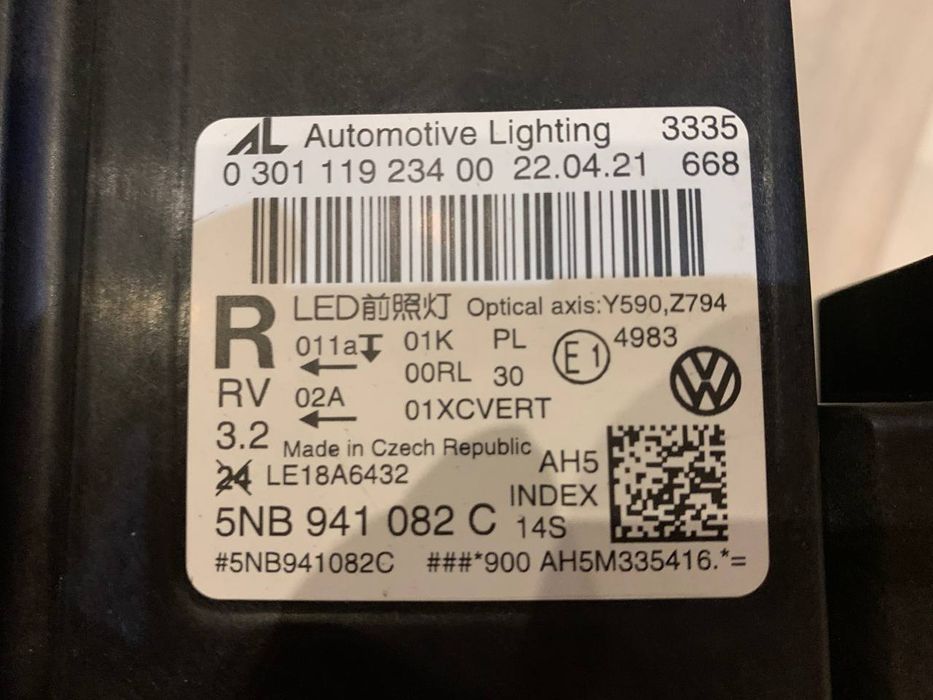 AL Automotive Lighting 3335
0 301 119 234 00 22.04.21 668
R LED前照灯 Optical axis:Y590,Z794
011a 01K PL E1 4983
00RL 30
RV 02A 01XCVERT
3.2 Made in Czech Republic
24 LE18A6432 AH5
INDEX
5NB 941 082 C 14S
#5NB941082C ###*900 AH5M335416.*=